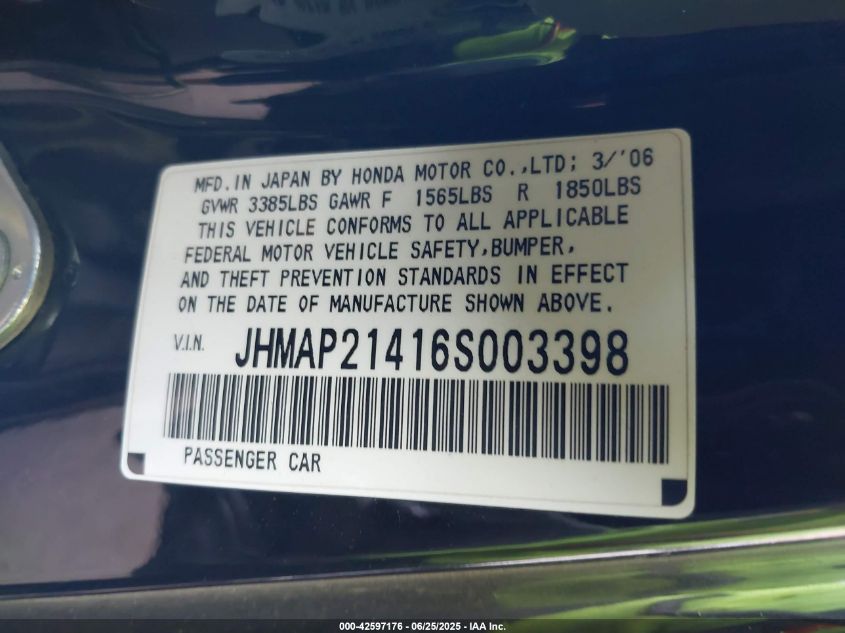 MFD. IN JAPAN BY HONDA MOTOR CO.,LTD; 3/'06
GVWR 3385LBS GAWR F 1565LBS R 1850LBS
THIS VEHICLE CONFORMS TO ALL APPLICABLE
FEDERAL MOTOR VEHICLE SAFETY,BUMPER,
AND THEFT PREVENTION STANDARDS IN EFFECT
ON THE DATE OF MANUFACTURE SHOWN ABOVE.
V.I.N. JHMAP21416S003398
PASSENGER CAR
000-42597176 - 06/25/2025 - IAA Inc.